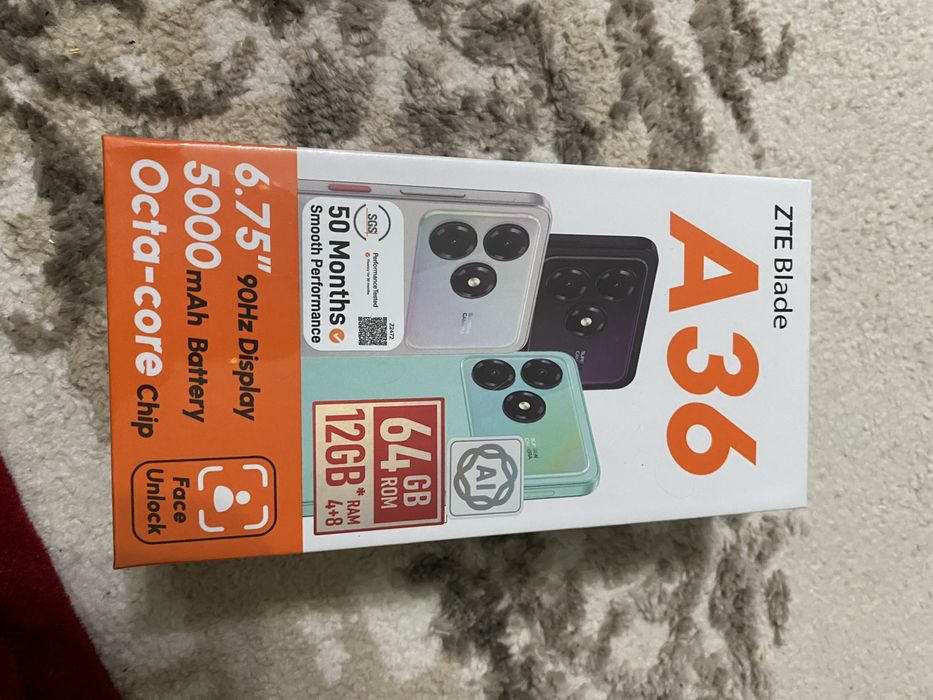 ZTE Blade
A36
SGS
Performance Tested
50 Months
Smooth Performance
AI
64 GB
ROM
12GB* RAM
4+8
6.75" 90Hz Display
5000 mAh Battery
Octa-core Chip
Face
Unlock